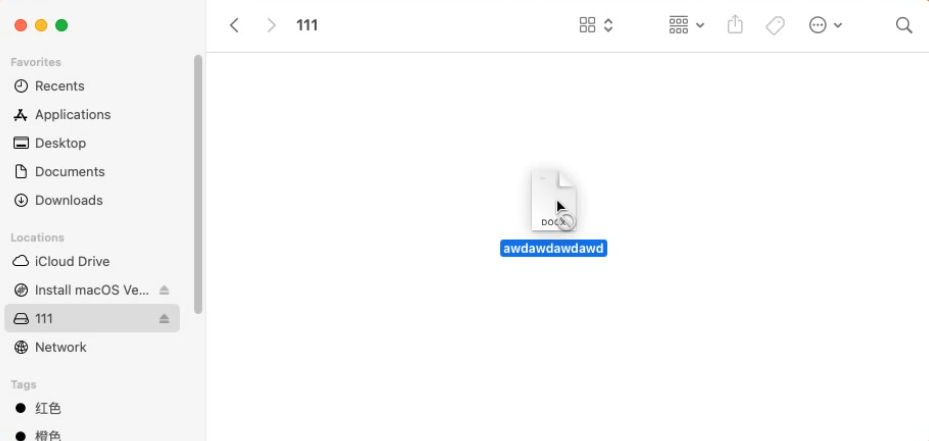 111
Favorites
Recents
Applications
Desktop
Documents
Downloads
Locations
iCloud Drive
Install macOS Ve...
111
Network
Tags
红色
橙色
DOCX
awdawdawdawd